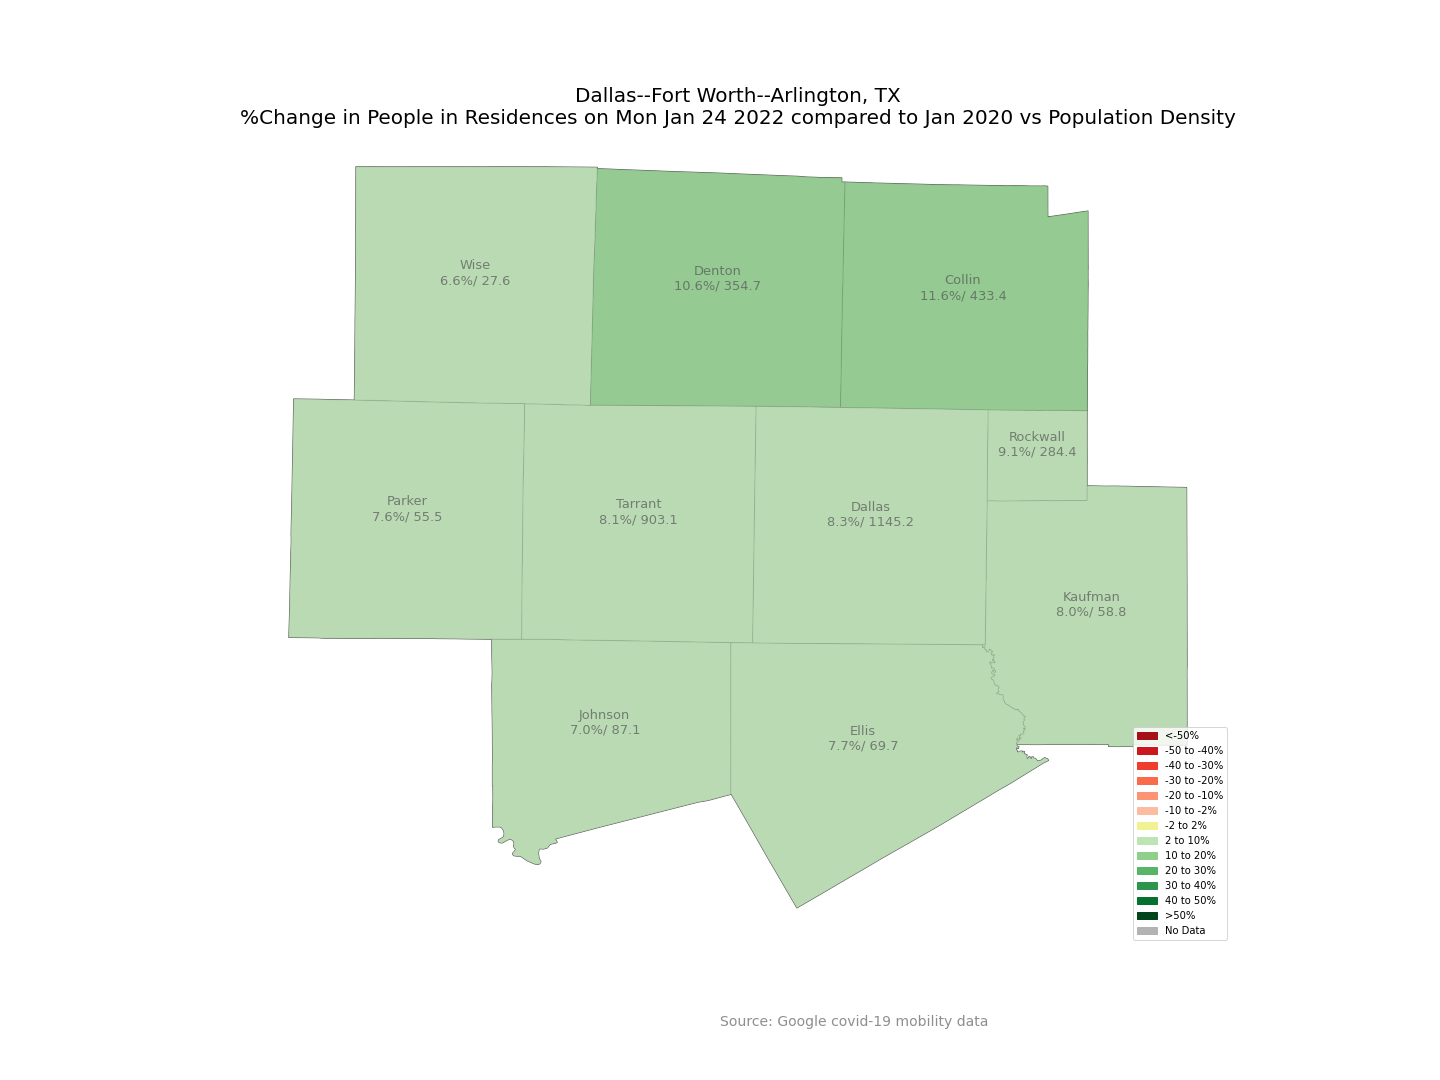 Dallas--Fort Worth--Arlington, TX
%Change in People in Residences on Mon Jan 24 2022 compared to Jan 2020 vs Population Density
Wise
6.6%/ 27.6
Denton
10.6%/ 354.7
Collin
11.6%/ 433.4
Rockwall
9.1%/ 284.4
Parker
7.6%/ 55.5
Tarrant
8.1%/ 903.1
Dallas
8.3%/ 1145.2
Kaufman
8.0%/ 58.8
Johnson
7.0%/ 87.1
Ellis
7.7%/ 69.7
<-50%
-50 to -40%
-40 to -30%
-30 to -20%
-20 to -10%
-10 to -2%
-2 to 2%
2 to 10%
10 to 20%
20 to 30%
30 to 40%
40 to 50%
>50%
No Data
Source: Google covid-19 mobility data